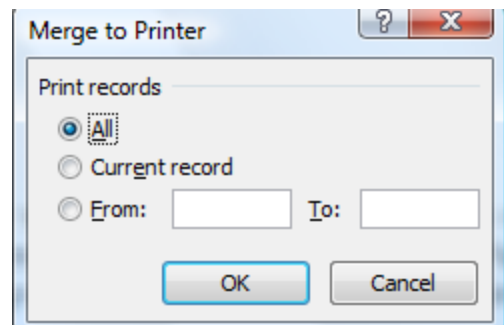 Merge to Printer
Print records
All
Current record
From: To:
OK Cancel